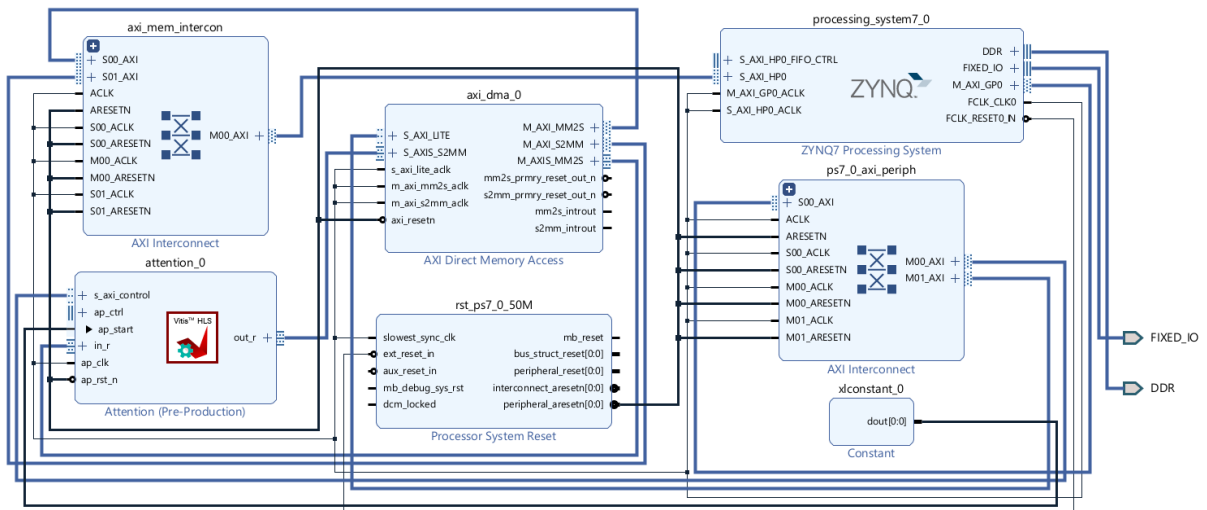 axi_mem_intercon
S00_AXI
S01_AXI
ACLK
ARESETN
S00_ACLK
S00_ARESETN
M00_ACLK
M00_ARESETN
S01_ACLK
S01_ARESETN
M00_AXI
AXI Interconnect
attention_0
s_axi_control
ap_ctrl
ap_start
in_r
ap_clk
ap_rst_n
Vitis™ HLS
out_r
Attention (Pre-Production)
axi_dma_0
S_AXI_LITE
S_AXIS_S2MM
s_axi_lite_aclk
m_axi_mm2s_aclk
m_axi_s2mm_aclk
axi_resetn
M_AXI_MM2S
M_AXI_S2MM
M_AXIS_MM2S
mm2s_prmry_reset_out_n
s2mm_prmry_reset_out_n
mm2s_introut
s2mm_introut
AXI Direct Memory Access
rst_ps7_0_50M
slowest_sync_clk
ext_reset_in
aux_reset_in
mb_debug_sys_rst
dcm_locked
mb_reset
bus_struct_reset[0:0]
peripheral_reset[0:0]
interconnect_aresetn[0:0]
peripheral_aresetn[0:0]
Processor System Reset
processing_system7_0
S_AXI_HP0_FIFO_CTRL
S_AXI_HP0
M_AXI_GP0_ACLK
S_AXI_HP0_ACLK
ZYNQ.
DDR
FIXED_IO
M_AXI_GP0
FCLK_CLK0
FCLK_RESET0_N
ZYNQ7 Processing System
ps7_0_axi_periph
S00_AXI
ACLK
ARESETN
S00_ACLK
S00_ARESETN
M00_ACLK
M00_ARESETN
M01_ACLK
M01_ARESETN
M00_AXI
M01_AXI
AXI Interconnect
xlconstant_0
dout[0:0]
Constant
FIXED_IO
DDR